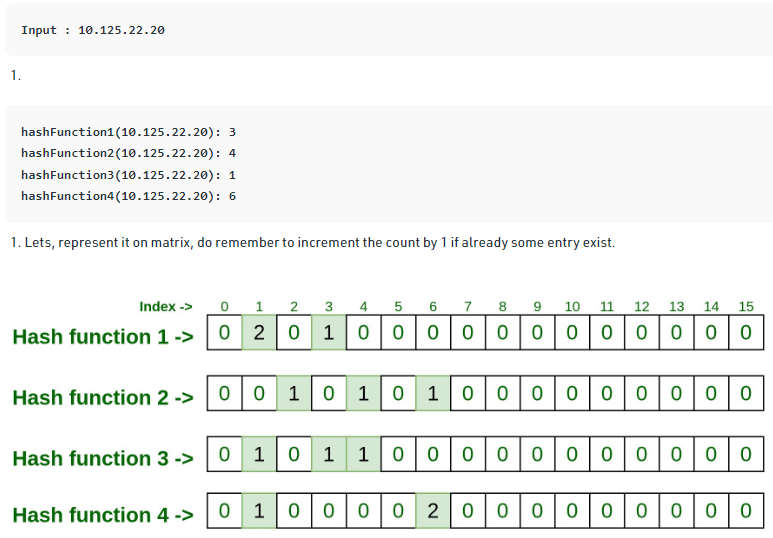 Input : 10.125.22.20
1.
hashFunction1(10.125.22.20): 3
hashFunction2(10.125.22.20): 4
hashFunction3(10.125.22.20): 1
hashFunction4(10.125.22.20): 6
1. Lets, represent it on matrix, do remember to increment the count by 1 if already some entry exist.
Index -> 0 1 2 3 4 5 6 7 8 9 10 11 12 13 14 15
Hash function 1 -> 0 2 0 1 0 0 0 0 0 0 0 0 0 0 0 0
Hash function 2 -> 0 0 1 0 1 0 1 0 0 0 0 0 0 0 0 0
Hash function 3 -> 0 1 0 1 1 0 0 0 0 0 0 0 0 0 0 0
Hash function 4 -> 0 1 0 0 0 0 2 0 0 0 0 0 0 0 0 0